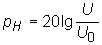 p_H = 20lg U/U_0